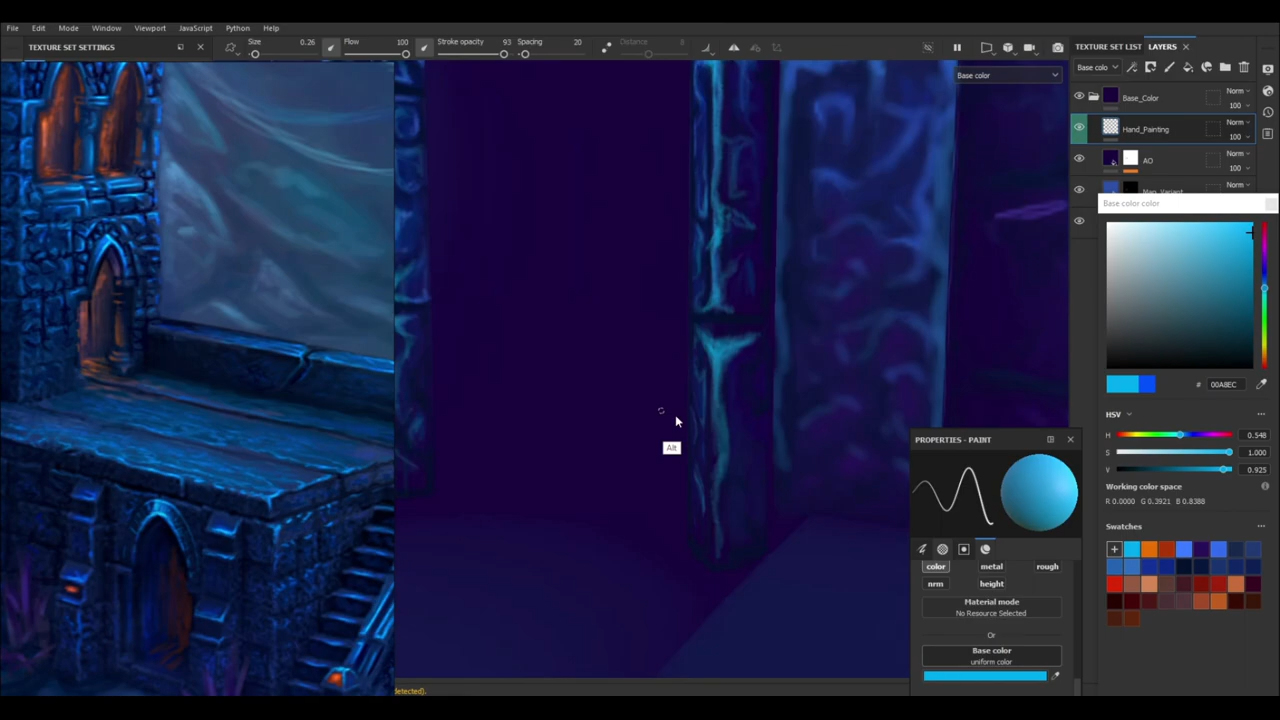 File Edit Mode Window Viewport JavaScript Python Help
TEXTURE SET SETTINGS
Size 0.26 Flow 100 Stroke opacity 93 Spacing 20 Distance 8
TEXTURE SET LIST LAYERS
Base color
Base colo
Base_Color Norm
100
Hand_Painting Norm
100
AO Norm
100
Map_Variant Norm
Base color color
Alt
# 00A8EC
HSV
H 0.548
S 1.000
V 0.925
Working color space
R 0.0000 G 0.3921 B 0.8388
Swatches
PROPERTIES - PAINT
color metal rough
nrm height
Material mode
No Resource Selected
Or
Base color
uniform color
detected).